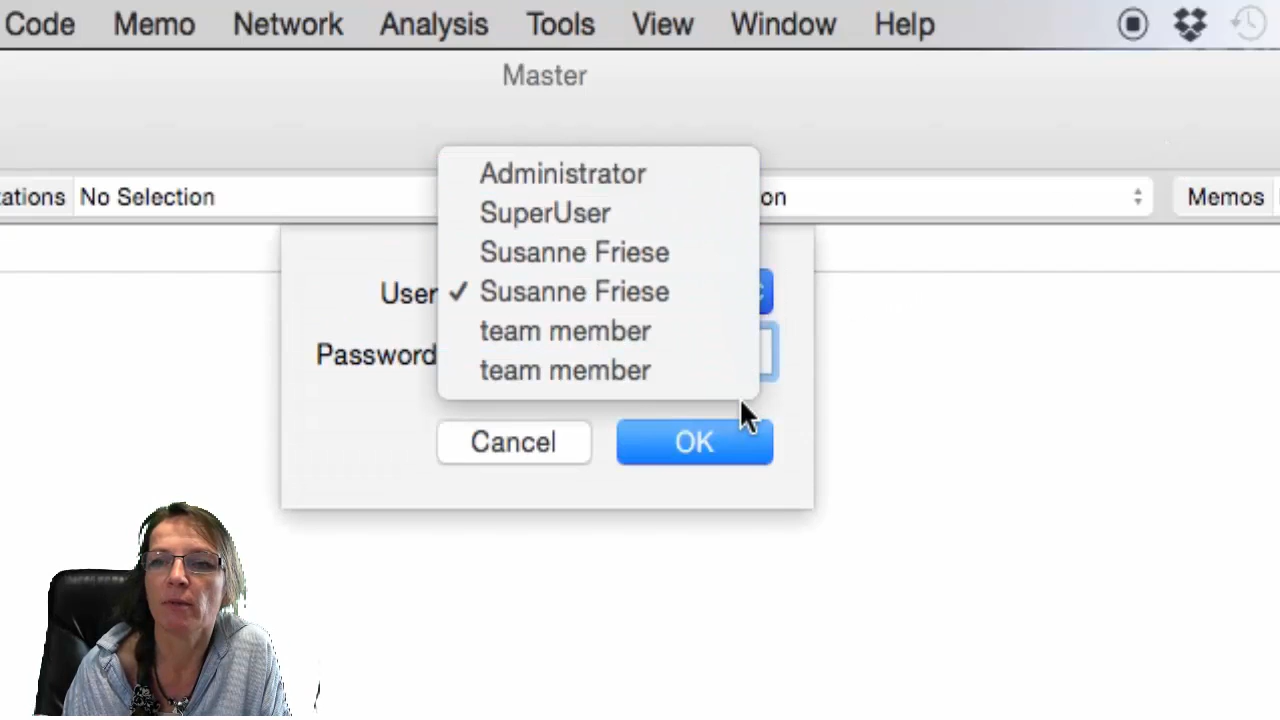 Code Memo Network Analysis Tools View Window Help
Master
ations No Selection on Memos
Administrator
SuperUser
Susanne Friese
User ✓ Susanne Friese
team member
Password
team member
Cancel OK